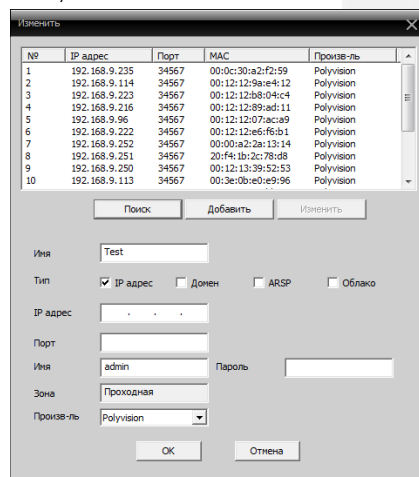 Изменить
№ IP адрес Порт MAC Произв-ль
1 192.168.9.235 34567 00:0c:30:a2:f2:59 Polyvision
2 192.168.9.114 34567 00:12:12:9a:e4:12 Polyvision
3 192.168.9.223 34567 00:12:12:b8:04:c4 Polyvision
4 192.168.9.216 34567 00:12:12:89:ad:11 Polyvision
5 192.168.9.96 34567 00:12:12:07:ac:a9 Polyvision
6 192.168.9.222 34567 00:12:12:e6:f6:b1 Polyvision
7 192.168.9.252 34567 00:00:a2:2a:13:14 Polyvision
8 192.168.9.251 34567 20:f4:1b:2c:78:d8 Polyvision
9 192.168.9.250 34567 00:12:13:39:52:53 Polyvision
10 192.168.9.113 34567 00:3e:0b:e0:e9:96 Polyvision
Поиск Добавить Изменить
Имя Test
Тип IP адрес Домен ARSP Облако
IP адрес . . .
Порт
Имя admin Пароль
Зона Проходная
Произв-ль Polyvision
OK Отмена